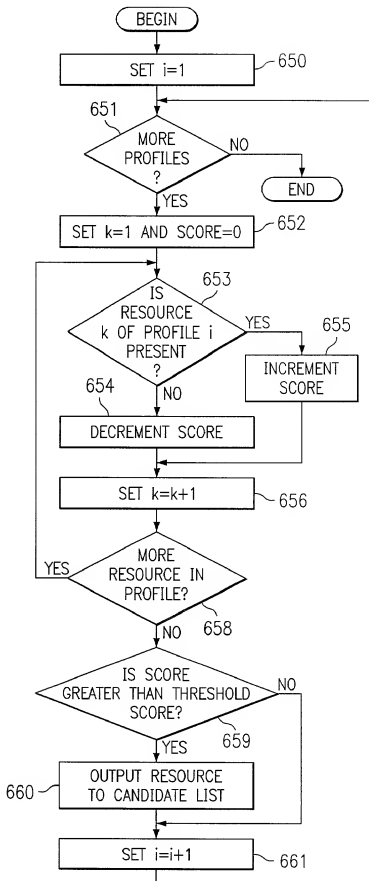 BEGIN
SET i=1
650
651
MORE
PROFILES
?
NO
END
YES
SET k=1 AND SCORE=0
652
653
IS
RESOURCE
k OF PROFILE i
PRESENT
?
YES
655
INCREMENT
SCORE
NO
654
DECREMENT SCORE
SET k=k+1
656
MORE
RESOURCE IN
PROFILE?
YES
658
NO
IS SCORE
GREATER THAN THRESHOLD
SCORE?
NO
659
YES
660
OUTPUT RESOURCE
TO CANDIDATE LIST
SET i=i+1
661